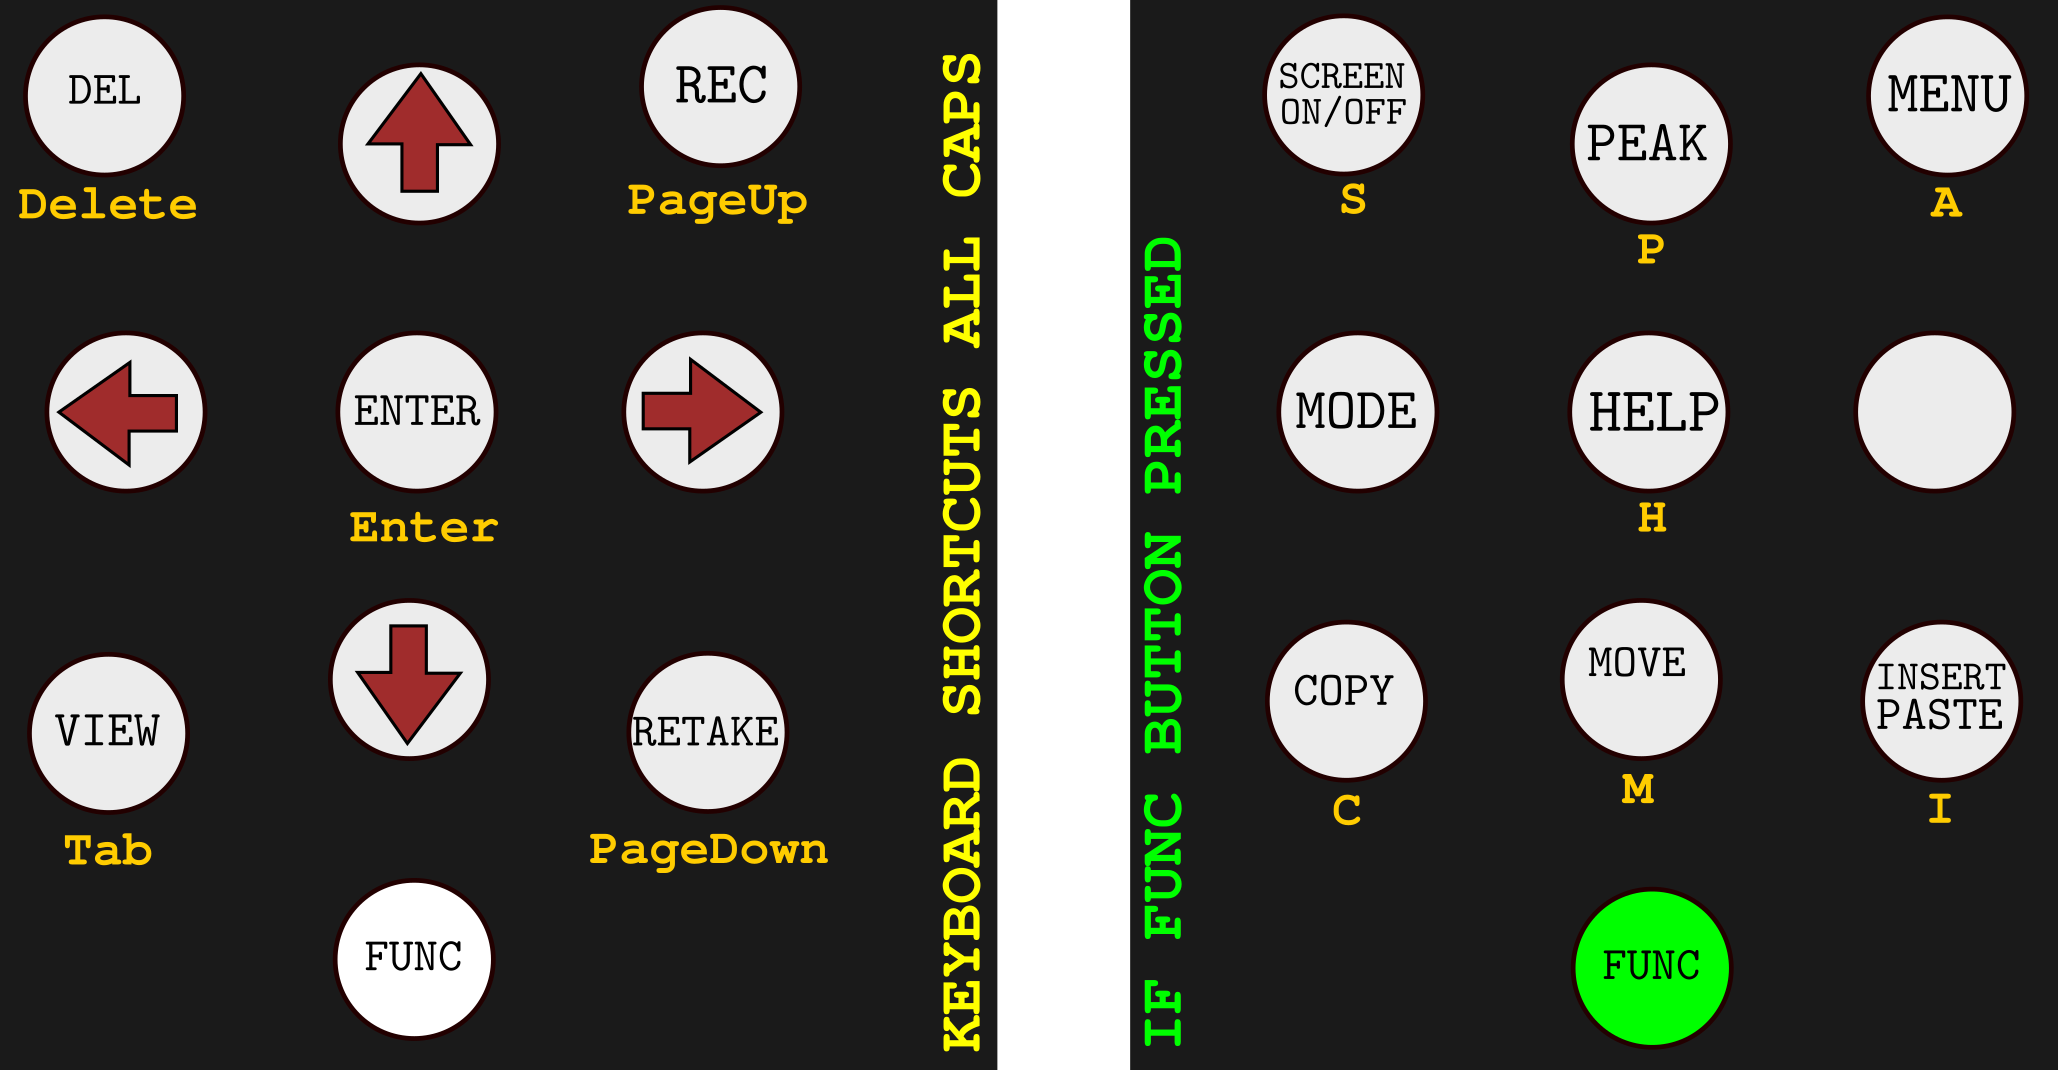 DEL
REC
Delete
PageUp
ENTER
Enter
VIEW
RETAKE
Tab
PageDown
FUNC
KEYBOARD SHORTCUTS ALL CAPS
IF FUNC BUTTON PRESSED
SCREEN
ON/OFF
PEAK
MENU
S
P
A
MODE
HELP
H
COPY
MOVE
INSERT
PASTE
C
M
I
FUNC